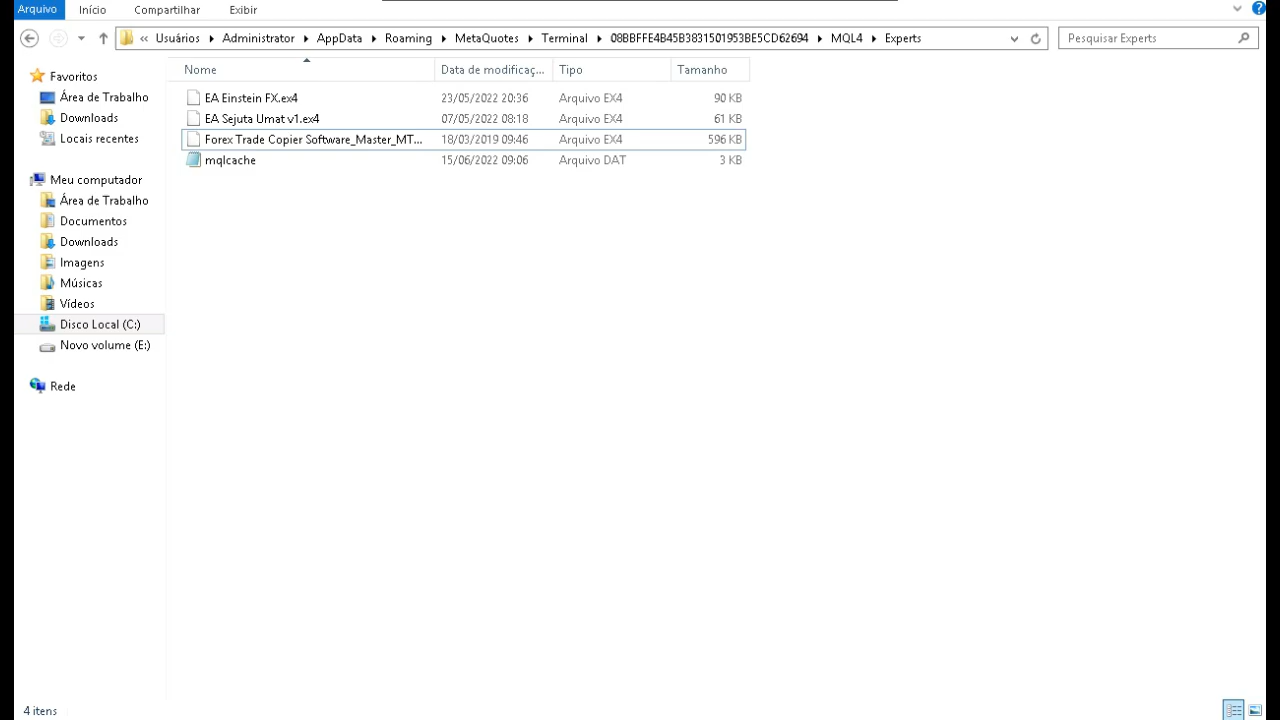 Arquivo Início Compartilhar Exibir
« Usuários Administrator AppData Roaming MetaQuotes Terminal 08BBFFE4B45B3831501953BE5CD62694 MQL4 Experts Pesquisar Experts
Nome Data de modificaç... Tipo Tamanho
Favoritos
Área de Trabalho
Downloads
Locais recentes
Meu computador
Área de Trabalho
Documentos
Downloads
Imagens
Músicas
Vídeos
Disco Local (C:)
Novo volume (E:)
Rede
EA Einstein FX.ex4 23/05/2022 20:36 Arquivo EX4 90 KB
EA Sejuta Umat v1.ex4 07/05/2022 08:18 Arquivo EX4 61 KB
Forex Trade Copier Software_Master_MT... 18/03/2019 09:46 Arquivo EX4 596 KB
mqlcache 15/06/2022 09:06 Arquivo DAT 3 KB
4 itens